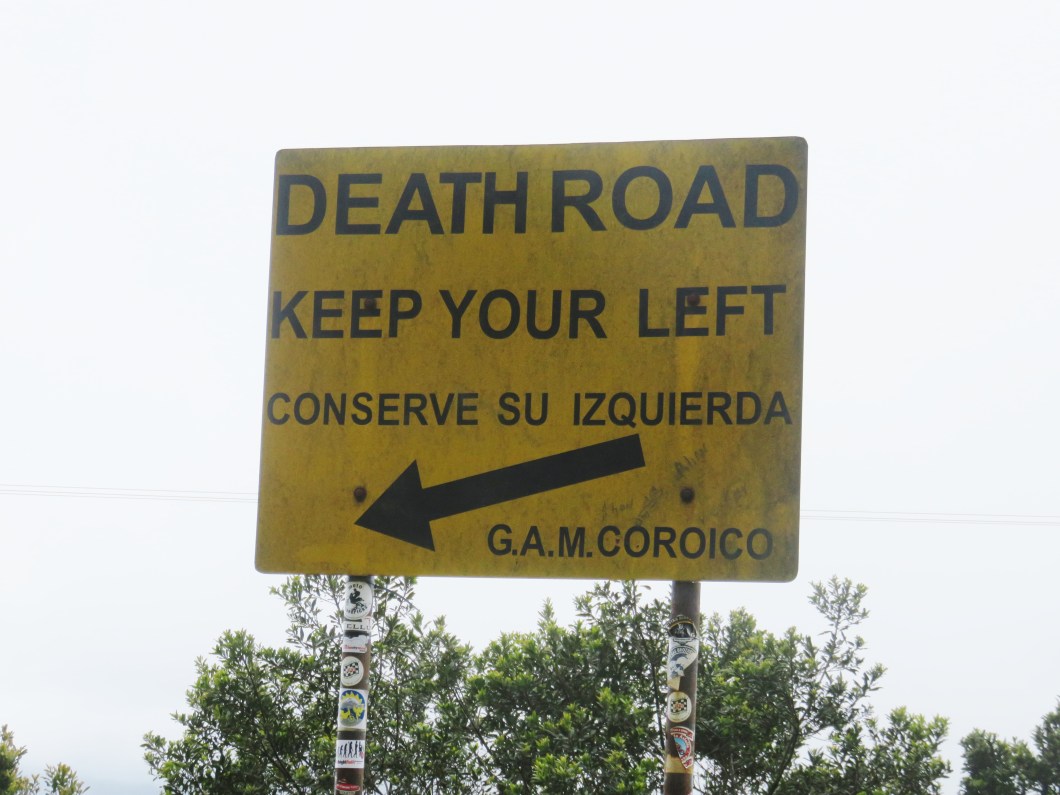 DEATH ROAD
KEEP YOUR LEFT
CONSERVE SU IZQUIERDA
G.A.M. COROICO